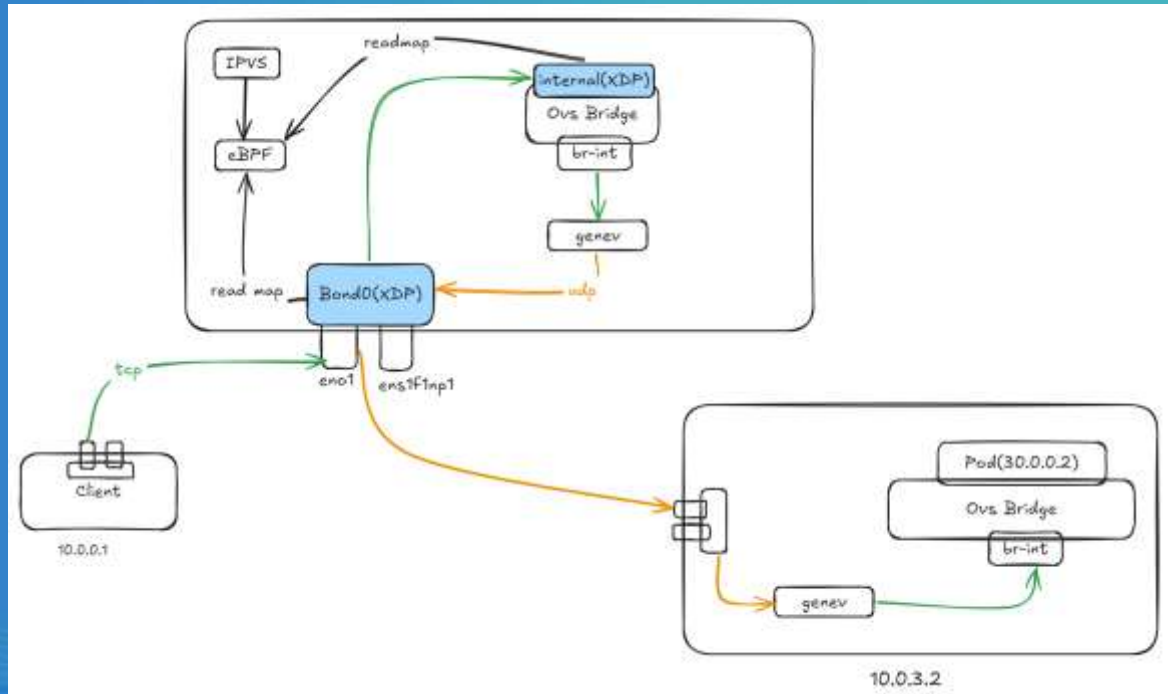 readmap
IPVS
internal(XDP)
Ovs Bridge
eBPF
br-int
genev
read map
Bond0(XDP)
udp
tcp
eno1
ens1f1np1
Client
10.0.0.1
Pod(30.0.0.2)
Ovs Bridge
br-int
genev
10.0.3.2